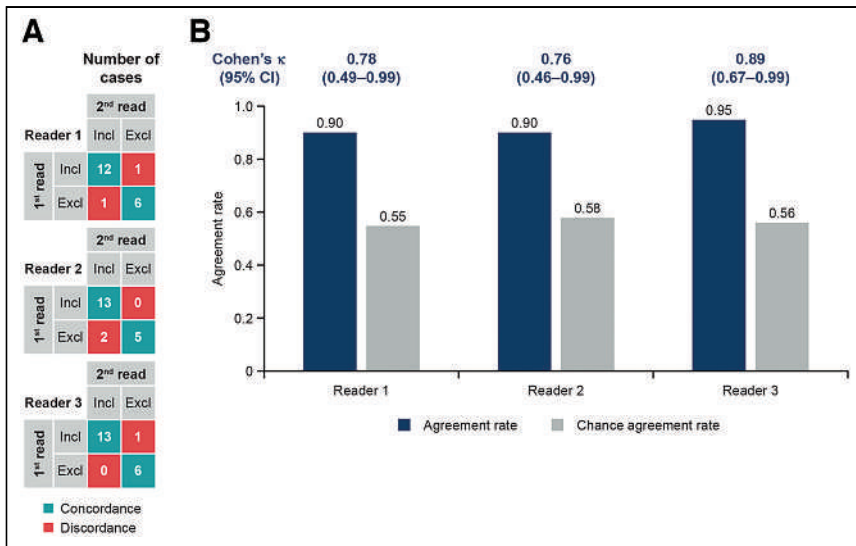 A
Number of
cases
2nd read
Reader 1 Incl Excl
1st read
Incl 12 1
Excl 1 6
2nd read
Reader 2 Incl Excl
1st read
Incl 13 0
Excl 2 5
2nd read
Reader 3 Incl Excl
1st read
Incl 13 1
Excl 0 6
Concordance
Discordance
B
Cohen's κ 0.78 0.76 0.89
(95% CI) (0.49–0.99) (0.46–0.99) (0.67–0.99)
Agreement rate
1.0
0.8
0.6
0.4
0.2
0
0.90 0.55 0.90 0.58 0.95 0.56
Reader 1 Reader 2 Reader 3
Agreement rate Chance agreement rate